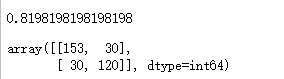 0.8198198198198198
array([[153,  30],
       [ 30, 120]], dtype=int64)